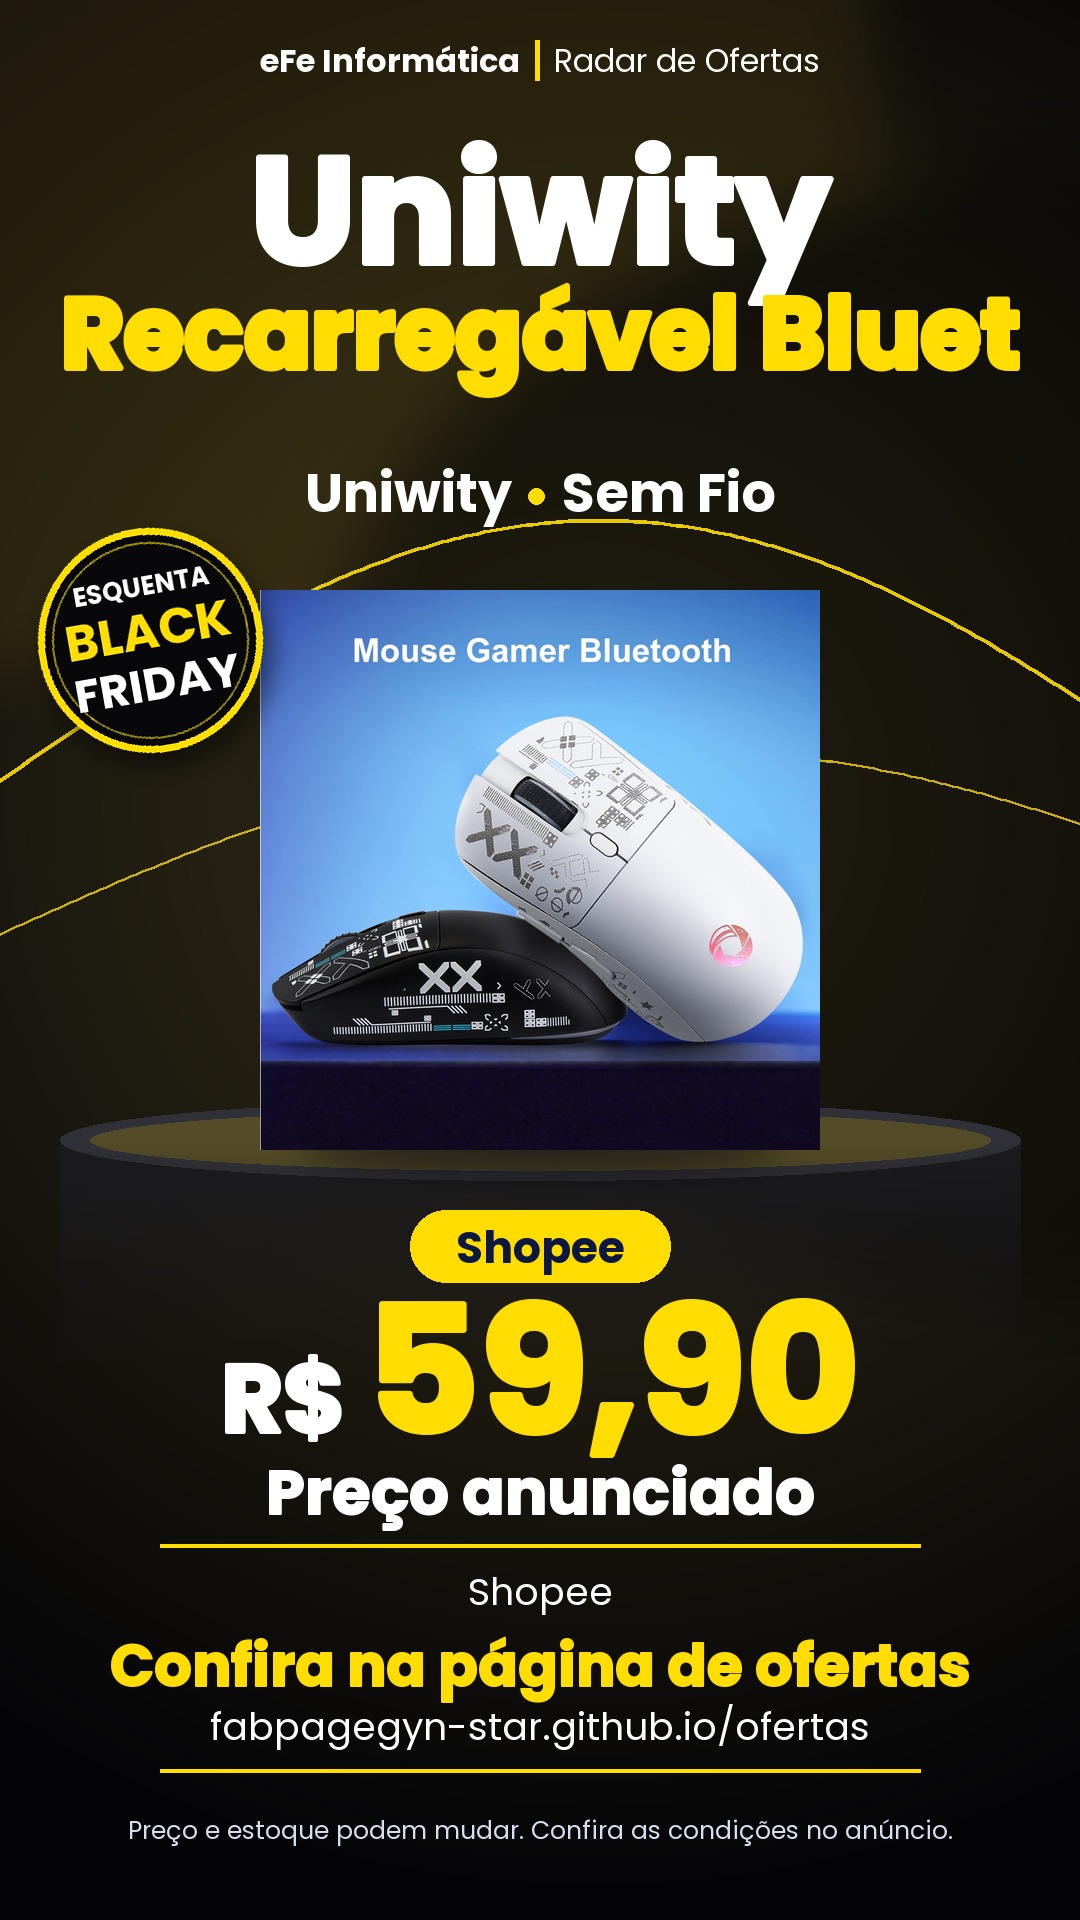 eFe Informática | Radar de Ofertas
Uniwity
Recarregável Bluet
Uniwity • Sem Fio
ESQUENTA
BLACK
FRIDAY
Mouse Gamer Bluetooth
XX
XX
Shopee
R$ 59,90
Preço anunciado
Shopee
Confira na página de ofertas
fabpagegyn-star.github.io/ofertas
Preço e estoque podem mudar. Confira as condições no anúncio.